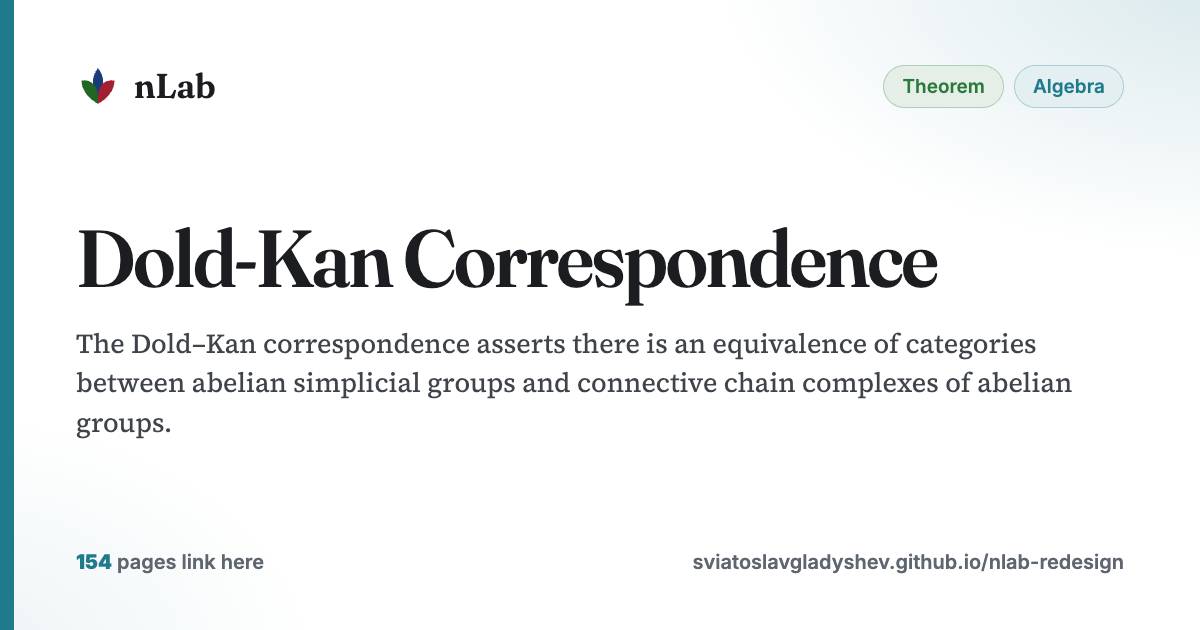 nLab
Theorem
Algebra
Dold-Kan Correspondence
The Dold–Kan correspondence asserts there is an equivalence of categories
between abelian simplicial groups and connective chain complexes of abelian
groups.
154 pages link here
sviatoslavgladyshev.github.io/nlab-redesign